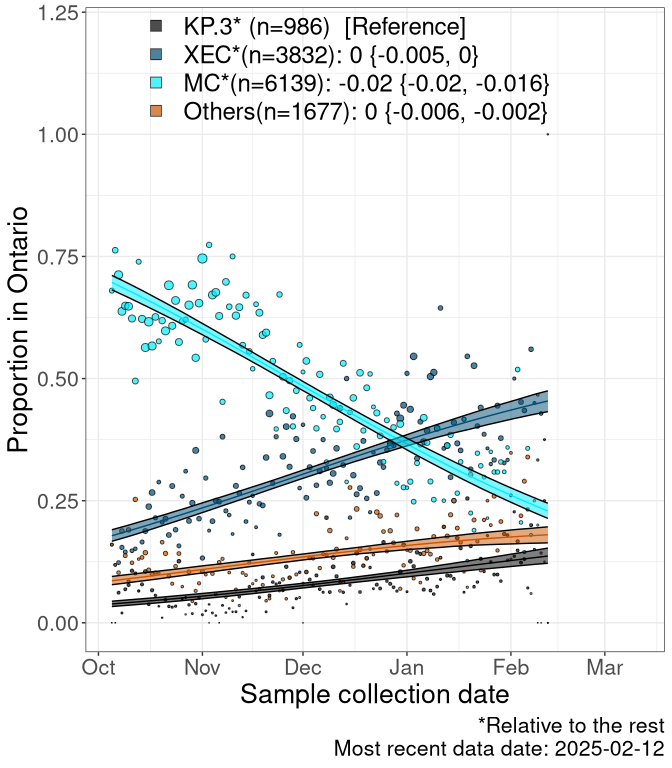 KP.3* (n=986)  [Reference]
XEC*(n=3832): 0 {-0.005, 0}
MC*(n=6139): -0.02 {-0.02, -0.016}
Others(n=1677): 0 {-0.006, -0.002}
1.25
1.00
0.75
0.50
0.25
0.00
Proportion in Ontario
Oct Nov Dec Jan Feb Mar
Sample collection date
*Relative to the rest
Most recent data date: 2025-02-12